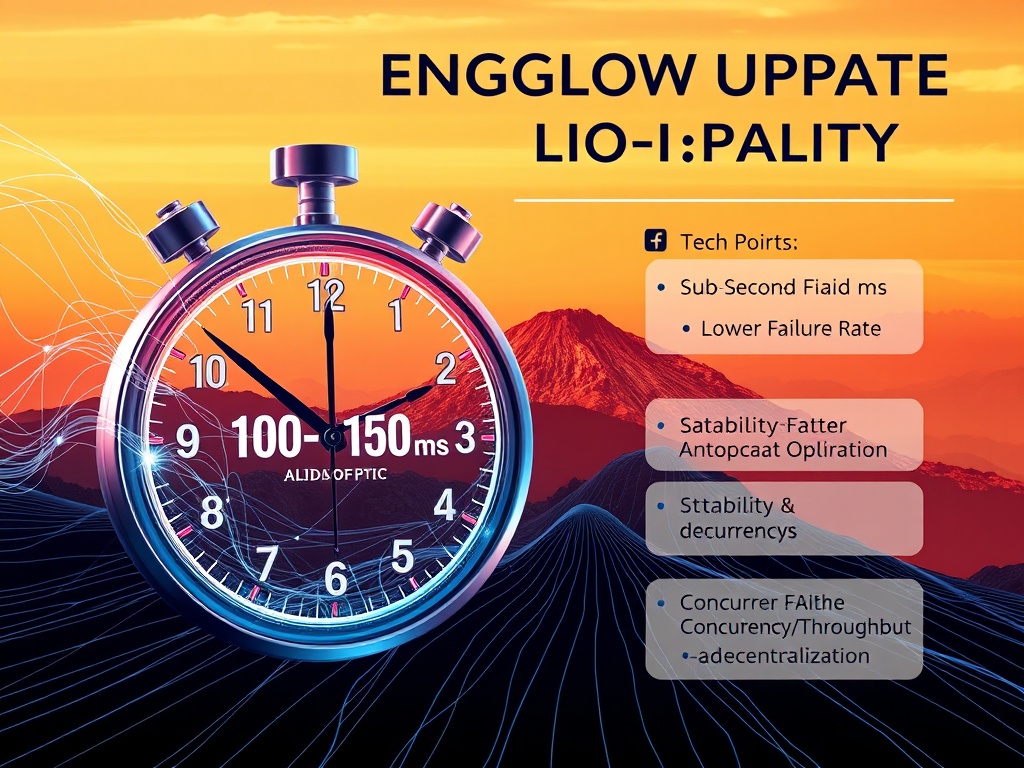 ENGGLOW UPPATE
LIO-I:PALITY
Tech Poirts:
• Sub-Second Fiaid ms
• Lower Failure Rate
• Satability-Fatter
Antopcaat Opliration
• Sttability &
decurrencys
• Concurrer FAlthe
Concurency/Throughbut
•-adecentralization
12
1
2
3
4
5
6
7
8
9
10
11
100-150ms
ALID&OFPTIC